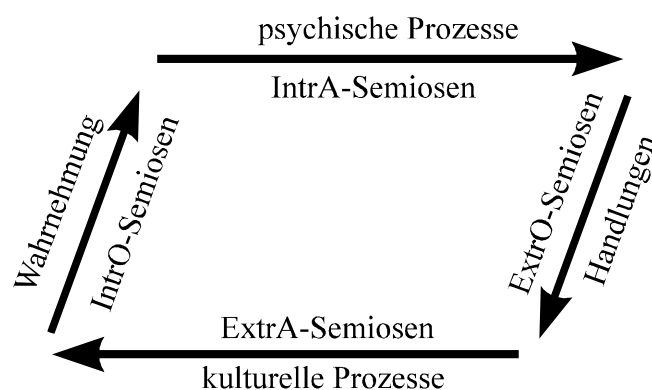 psychische Prozesse
IntrA-Semiosen
Wahrnehmung
IntrO-Semiosen
ExtrO-Semiosen
Handlungen
ExtrA-Semiosen
kulturelle Prozesse